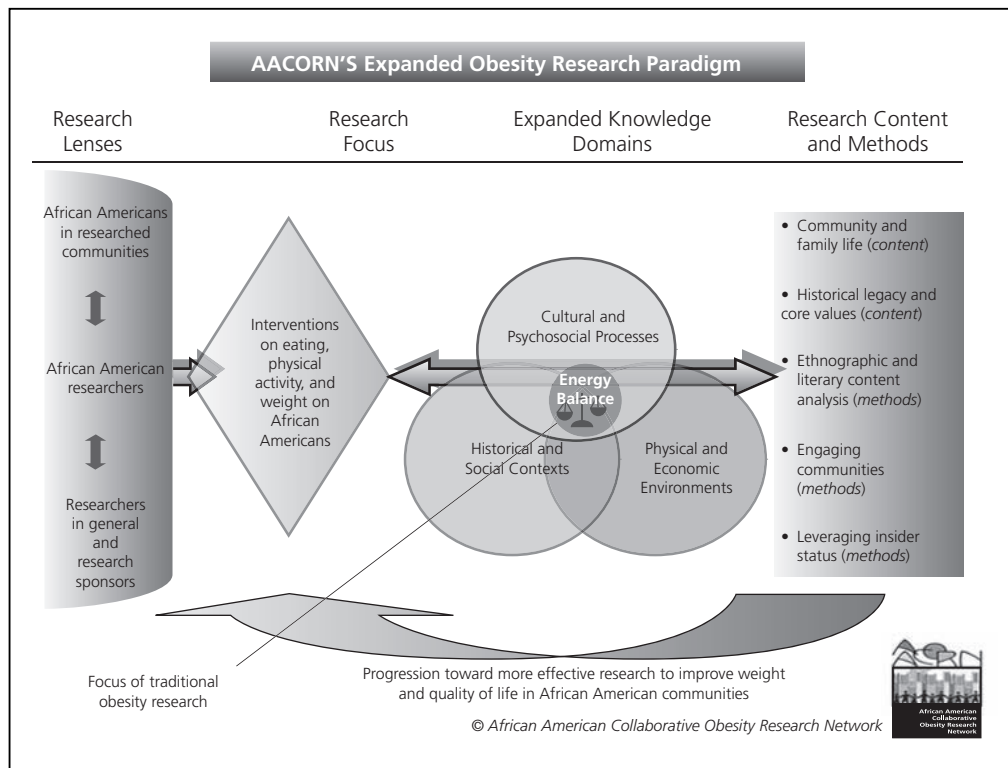 AACORN'S Expanded Obesity Research Paradigm
Research
Lenses
Research
Focus
Expanded Knowledge
Domains
Research Content
and Methods
African Americans
in researched
communities
African American
researchers
Researchers
in general
and
research
sponsors
Interventions
on eating,
physical
activity, and
weight on
African
Americans
Cultural and
Psychosocial Processes
Energy
Balance
Historical and
Social Contexts
Physical and
Economic
Environments
• Community and
family life (content)
• Historical legacy and
core values (content)
• Ethnographic and
literary content
analysis (methods)
• Engaging
communities
(methods)
• Leveraging insider
status (methods)
Focus of traditional
obesity research
Progression toward more effective research to improve weight
and quality of life in African American communities
© African American Collaborative Obesity Research Network
AACORN
African American
Collaborative
Obesity Research
Network